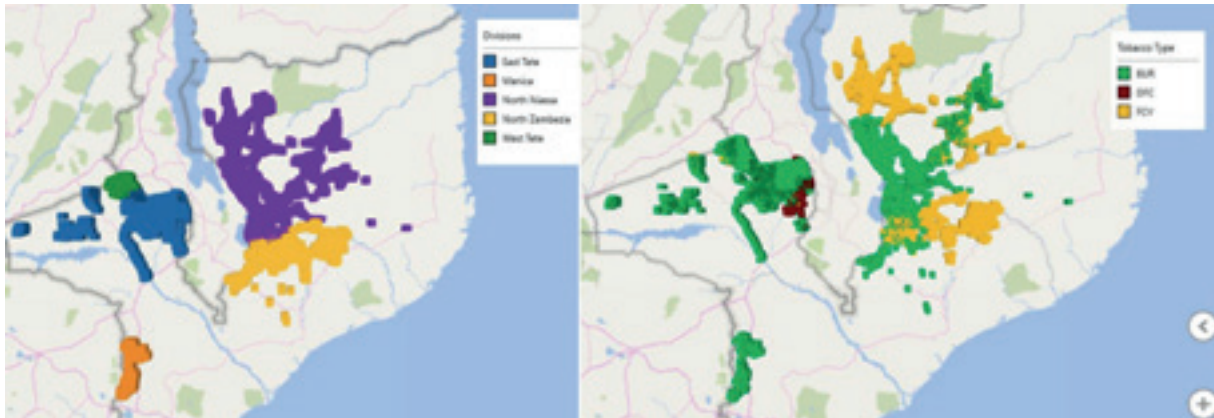 Divisions
East Tete
Manica
North Niassa
North Zambezia
West Tete
Tobacco Type
BUR
DFC
FCV